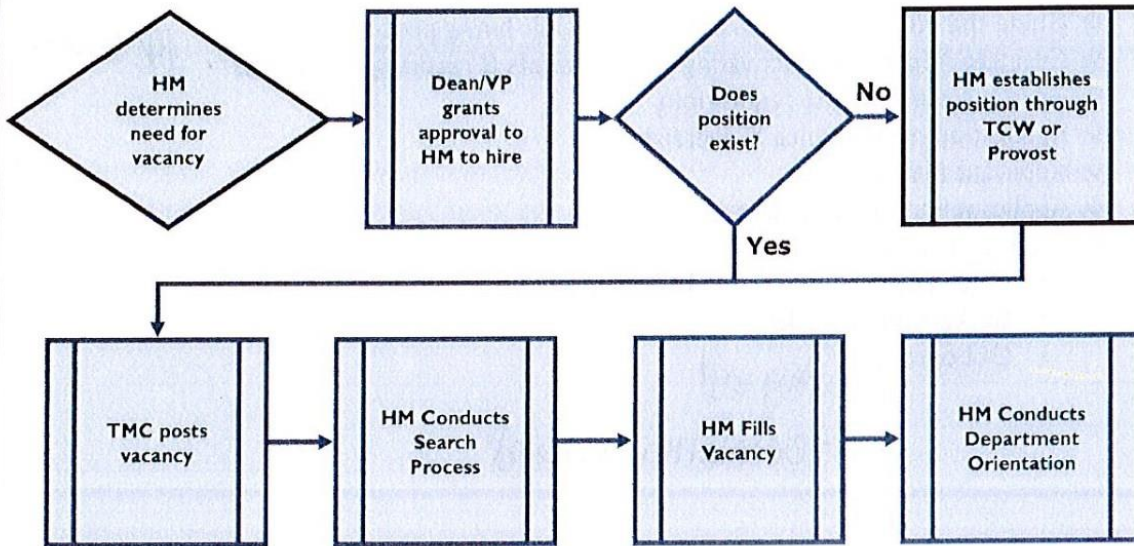 HM
determines
need for
vacancy
Dean/VP
grants
approval to
HM to hire
Does
position
exist?
No
HM establishes
position through
TCW or
Provost
Yes
TMC posts
vacancy
HM Conducts
Search
Process
HM Fills
Vacancy
HM Conducts
Department
Orientation